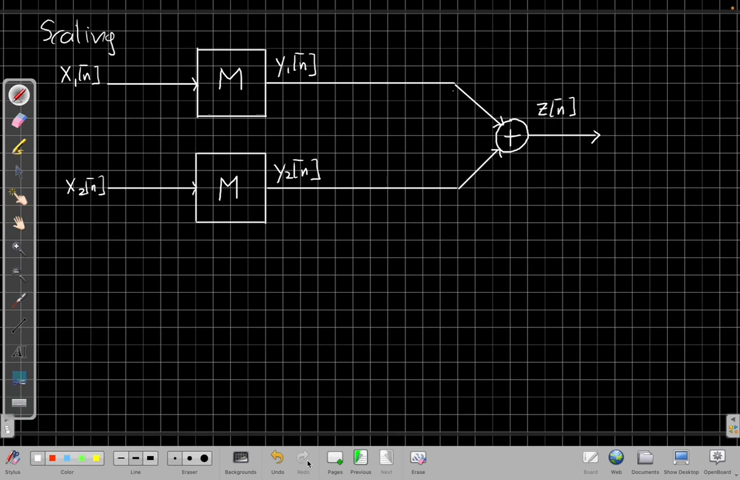 Scaling
x₁[n]
M
y₁[n]
z[n]
+
x₂[n]
M
y₂[n]
Stylus
Color
Line
Eraser
Backgrounds
Undo
Redo
Pages
Previous
Next
Erase
Board
Web
Documents
Show Desktop
OpenBoard